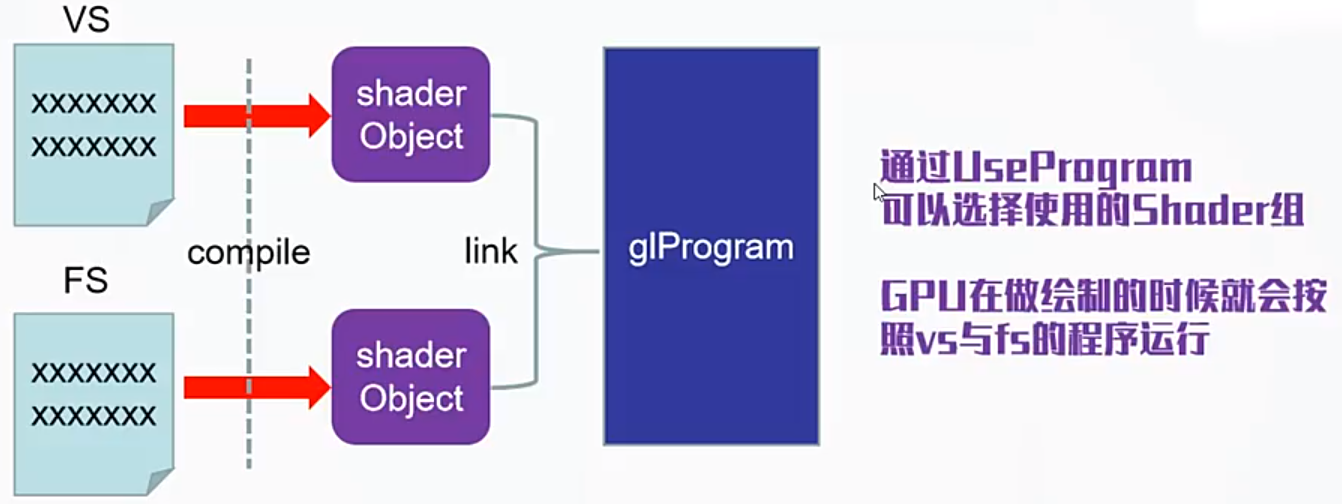 VS
xxxxxxx
xxxxxxx
shader
Object
compile
link
glProgram
FS
xxxxxxx
xxxxxxx
shader
Object
通过UseProgram
可以选择使用的Shader组
GPU在做绘制的时候就会按
照vs与fs的程序运行